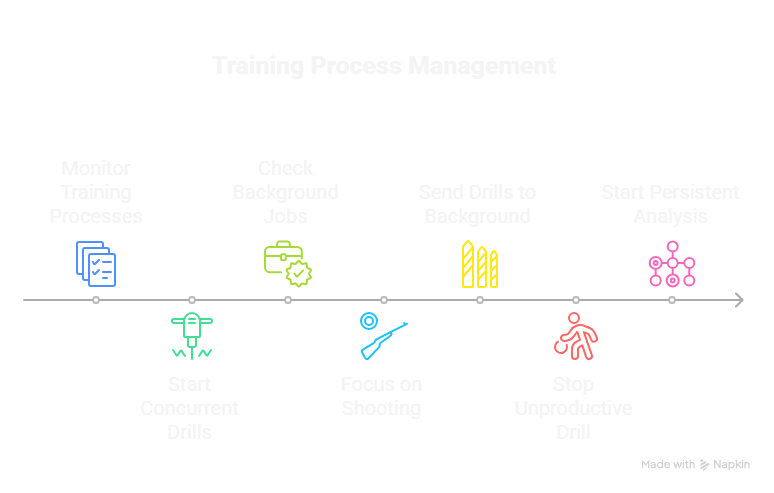 Training Process Management
Monitor
Training
Processes
Check
Background
Jobs
Send Drills to
Background
Start Persistent
Analysis
Start
Concurrent
Drills
Focus on
Shooting
Stop
Unproductive
Drill
Made with Napkin